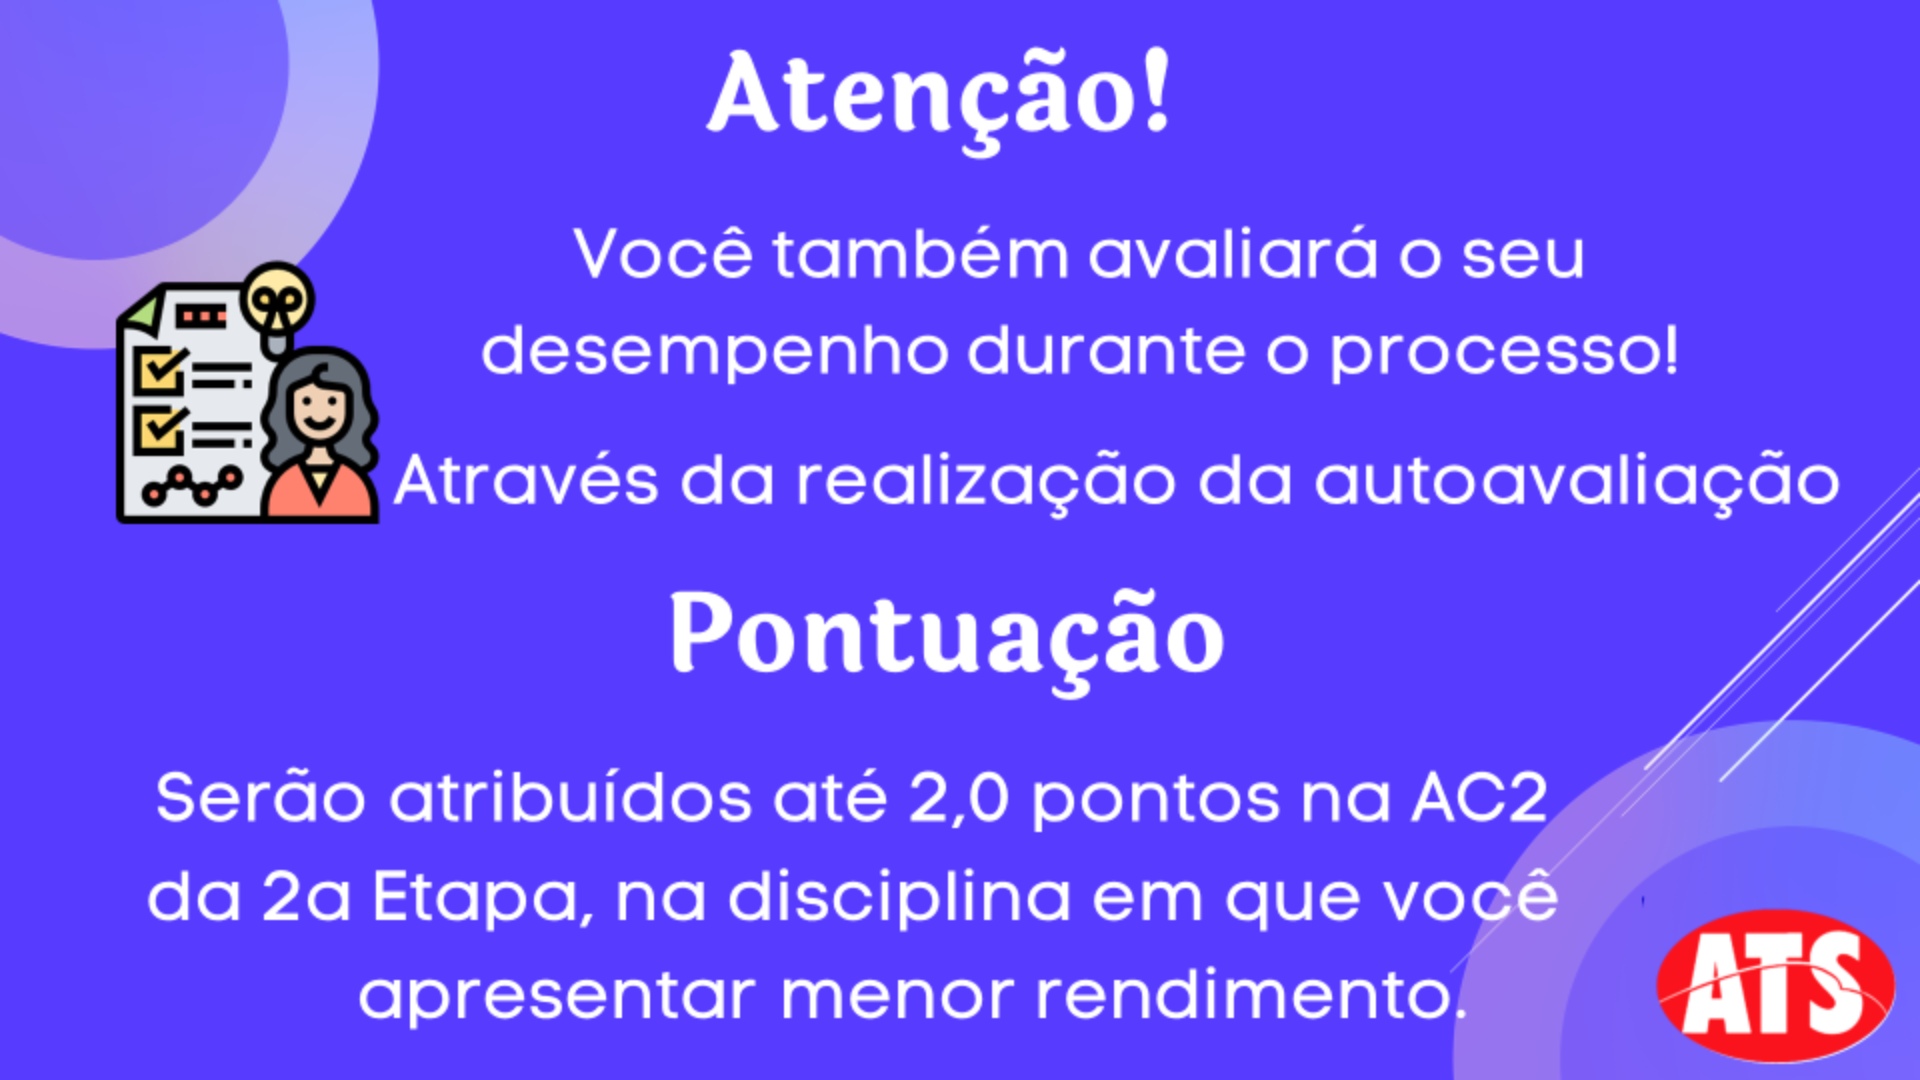 Atenção!
Você também avaliará o seu
desempenho durante o processo!
Através da realização da autoavaliação
Pontuação
Serão atribuídos até 2,0 pontos na AC2
da 2a Etapa, na disciplina em que você
apresentar menor rendimento.
ATS